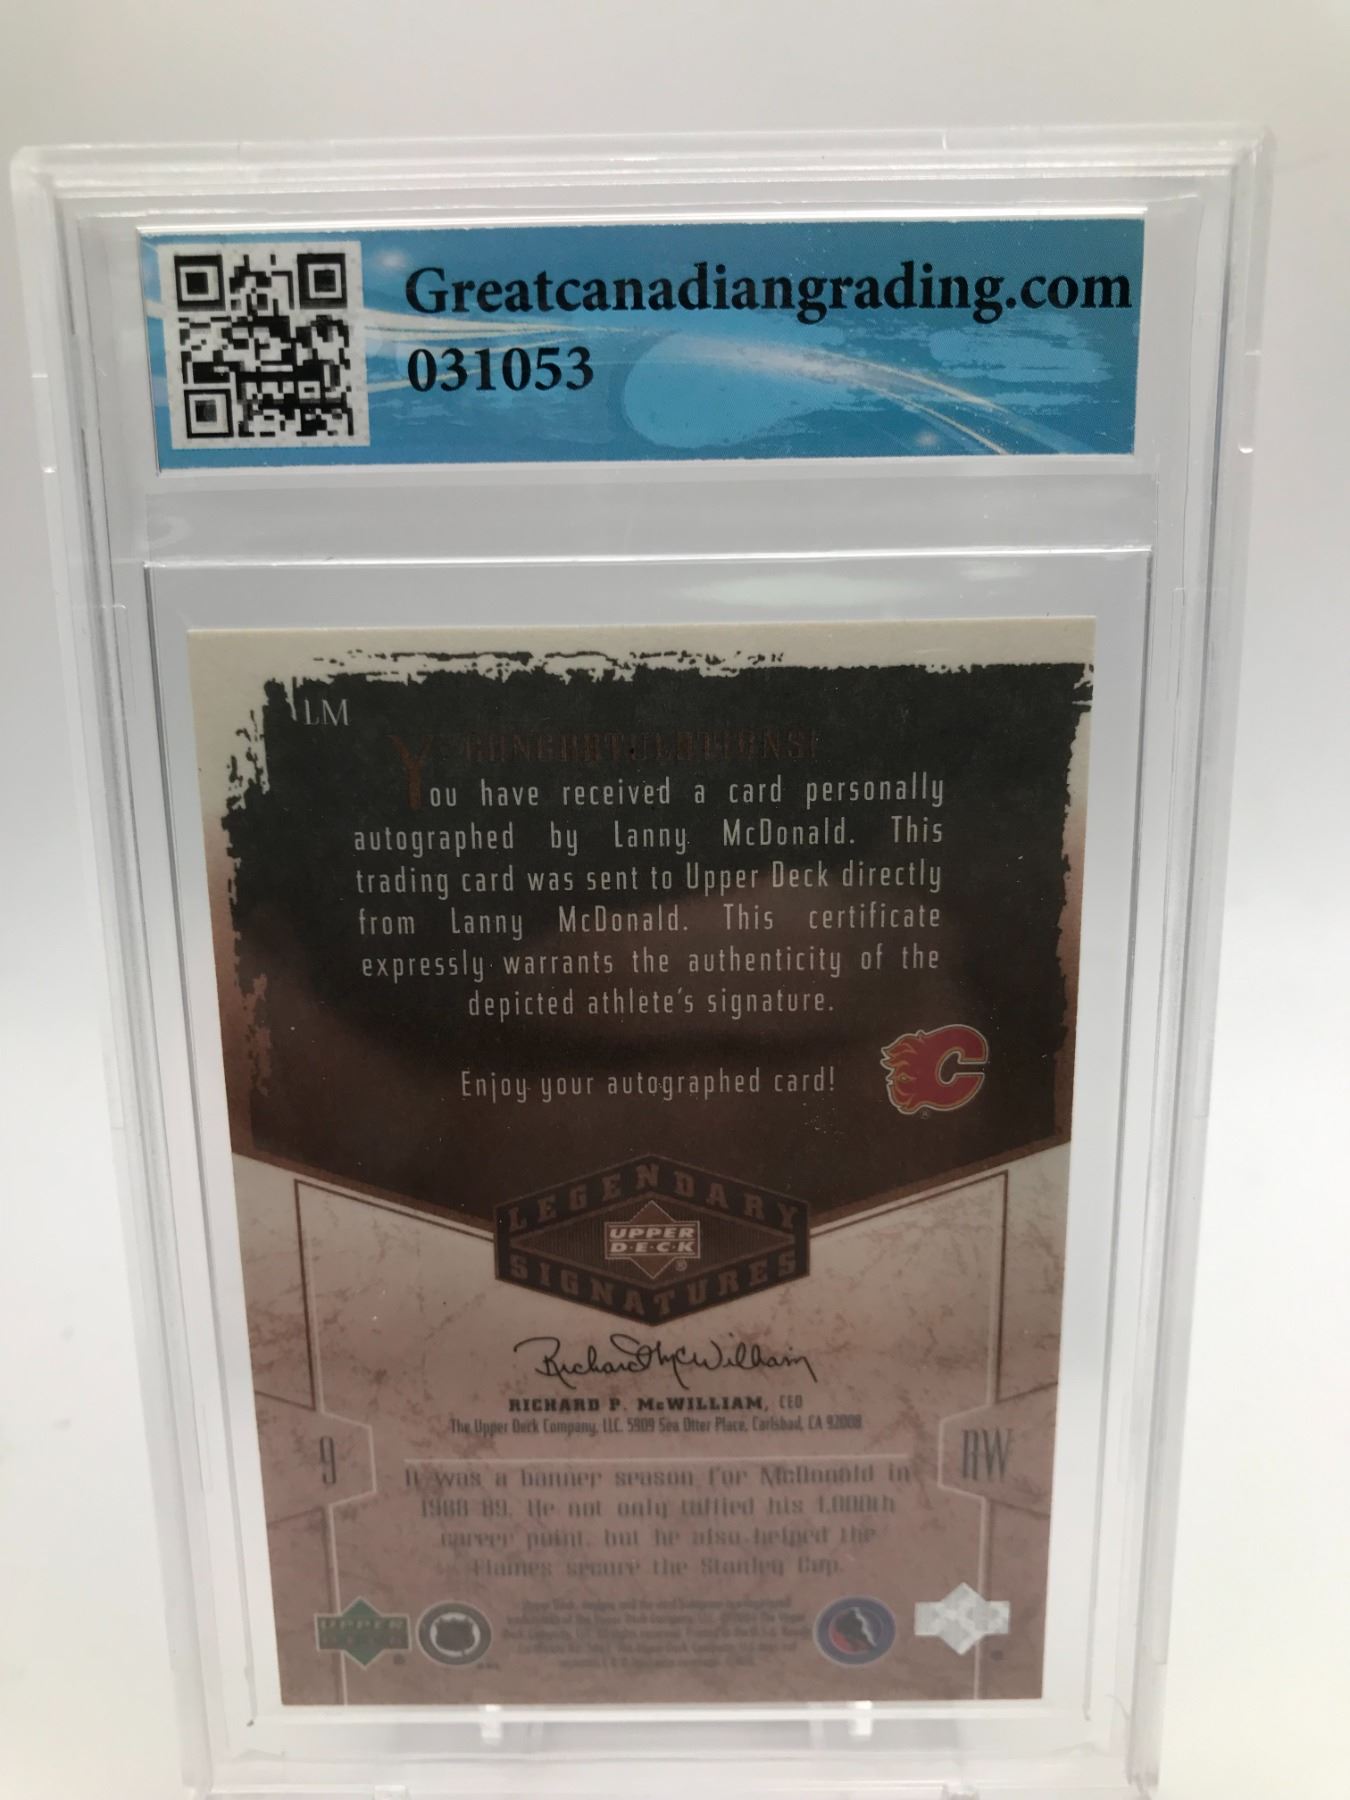 Greatcanadiangrading.com
031053
LM
CONGRATULATIONS!
You have received a card personally
autographed by Lanny McDonald. This
trading card was sent to Upper Deck directly
from Lanny McDonald. This certificate
expressly warrants the authenticity of the
depicted athlete's signature.
Enjoy your autographed card!
LEGENDARY
UPPER
D·E·C·K
SIGNATURES
Richard McWilliam
RICHARD P. McWILLIAM, CEO
The Upper Deck Company, LLC. 5909 Sea Otter Place, Carlsbad, CA 92008
9
RW
It was a banner season for McDonald in
1988-89. He not only tallied his 1,000th
career point, but he also helped the
Flames secure the Stanley Cup.
UPPER
DECK